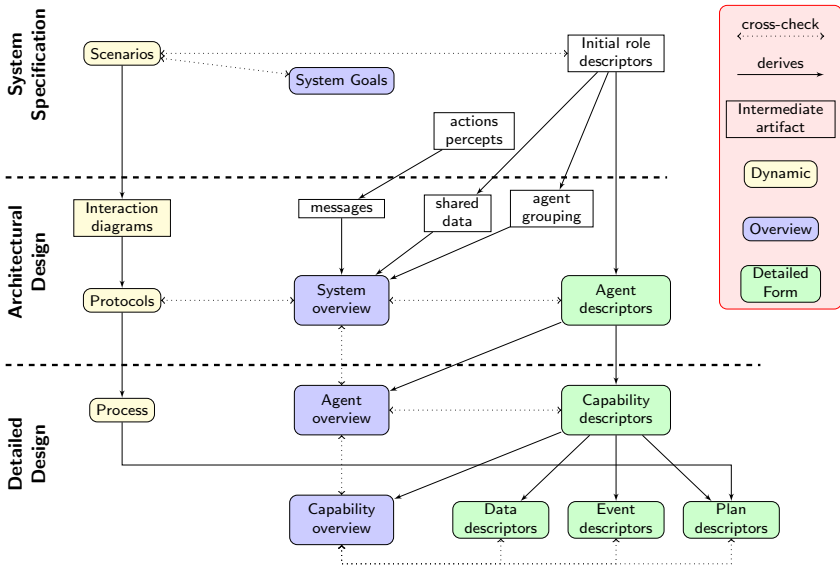 System
Specification
Scenarios
System Goals
Initial role
descriptors
actions
percepts
Architectural
Design
Interaction
diagrams
messages
shared
data
agent
grouping
Protocols
System
overview
Agent
descriptors
Detailed
Design
Process
Agent
overview
Capability
descriptors
Capability
overview
Data
descriptors
Event
descriptors
Plan
descriptors
cross-check
derives
Intermediate
artifact
Dynamic
Overview
Detailed
Form